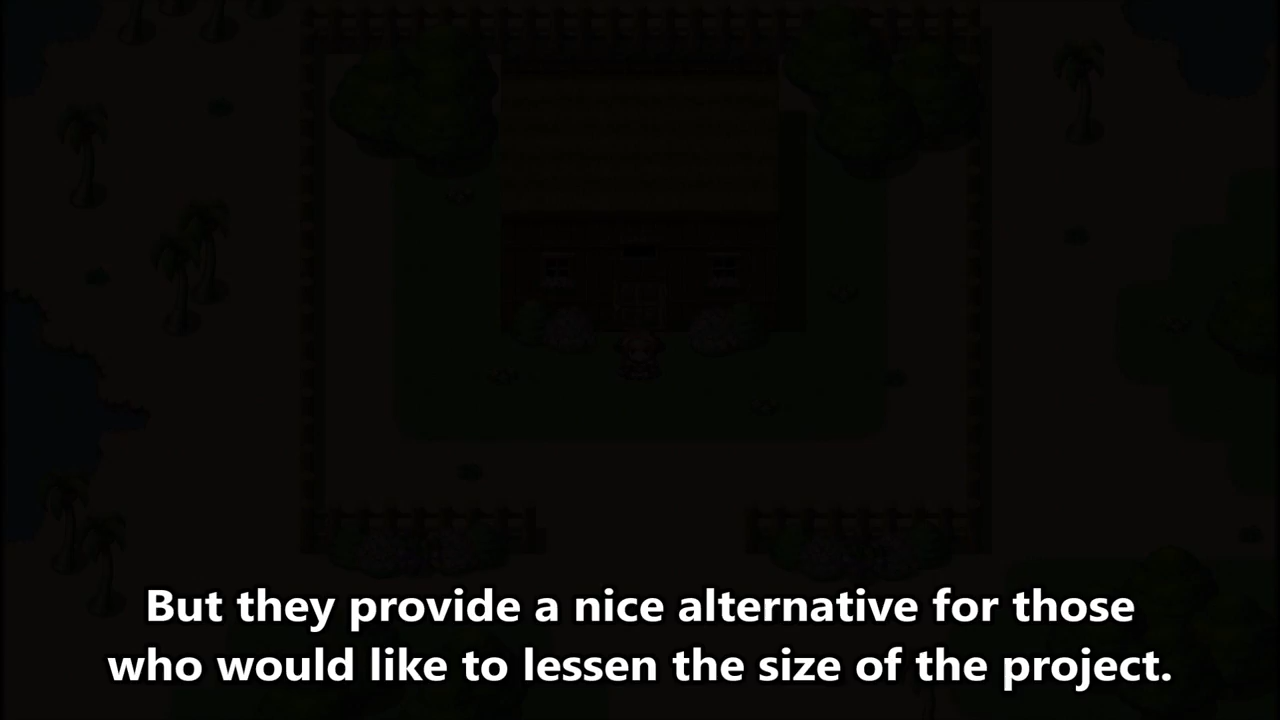 But they provide a nice alternative for those
who would like to lessen the size of the project.